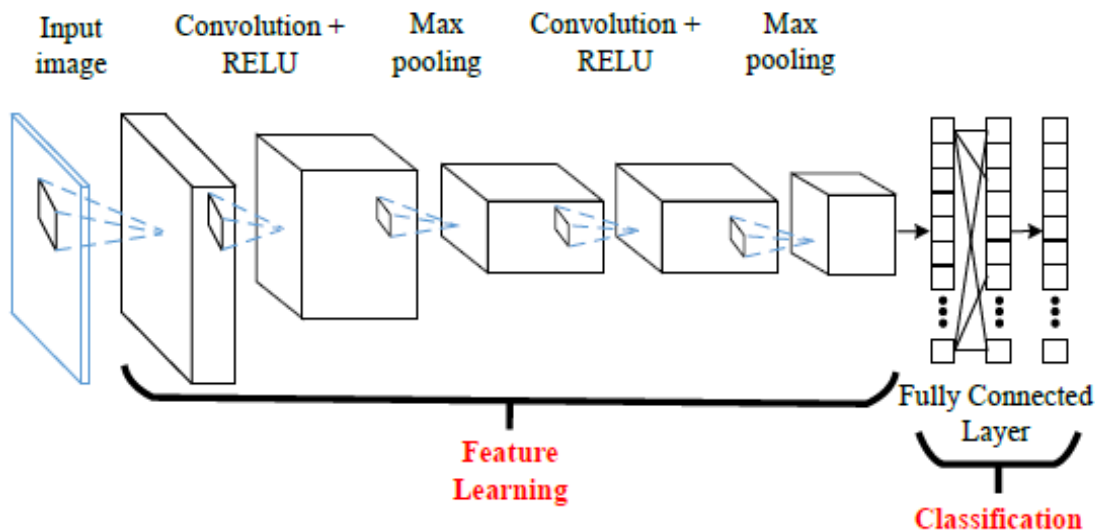 Input
image
Convolution +
RELU
Max
pooling
Convolution +
RELU
Max
pooling
Fully Connected
Layer
Feature
Learning
Classification